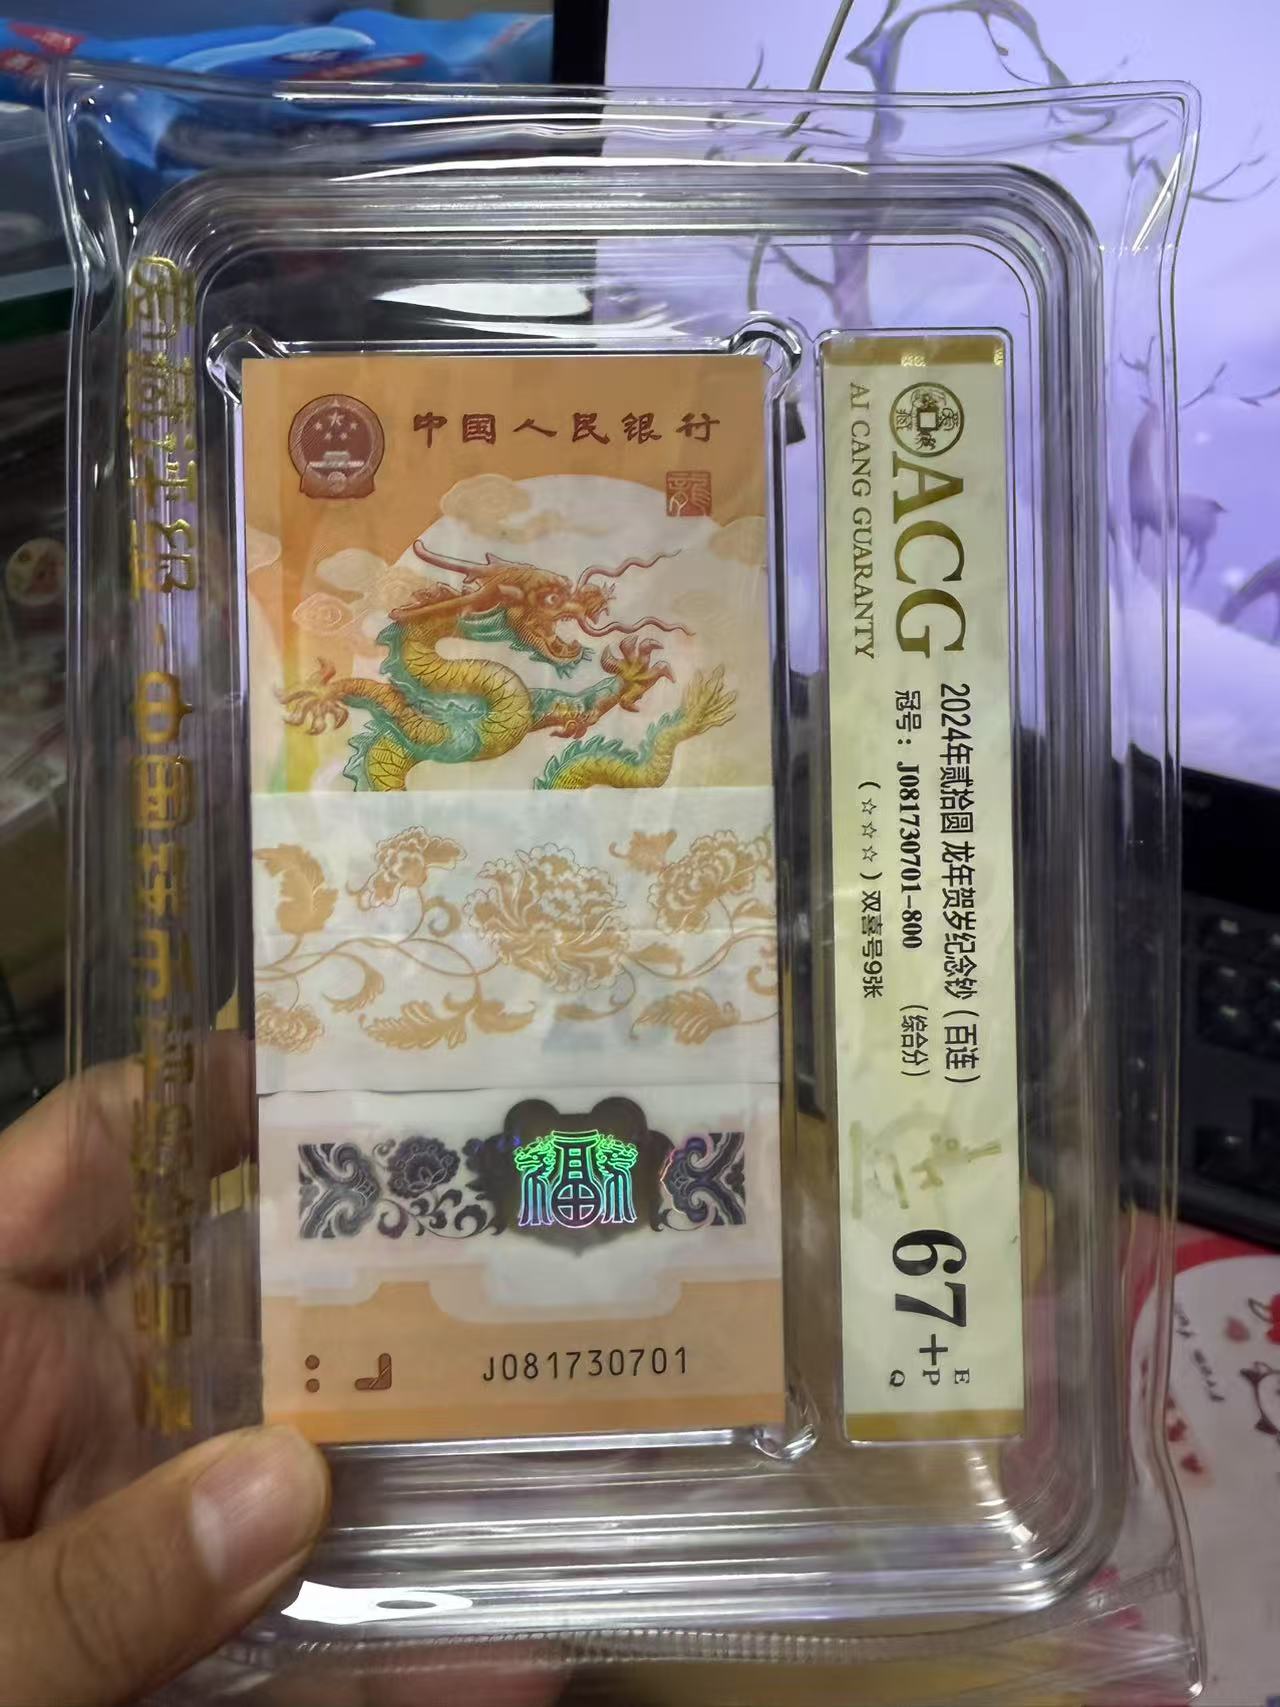 中国人民银行
龍
福
J081730701
ACG
AI CANG GUARANTY
2024年贰拾圆 龙年贺岁纪念钞（百连）
冠号：J081730701-800 （综合分）
（☆☆☆）双喜号9张
67+
E
P
Q